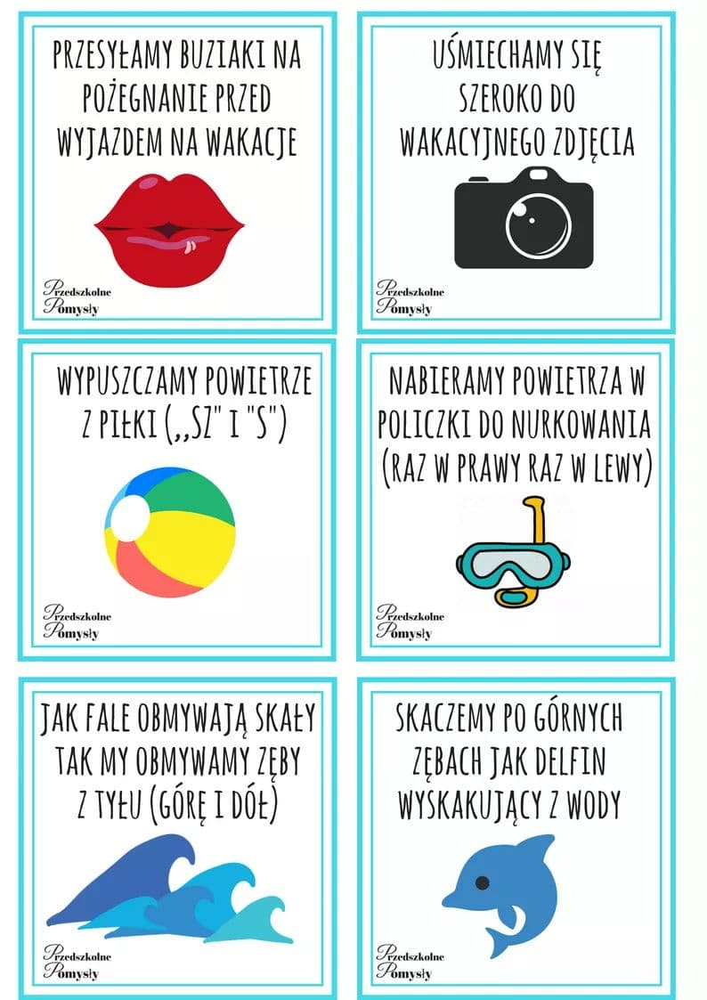 PRZESYŁAMY BUZIAKI NA
POŻEGNANIE PRZED
WYJAZDEM NA WAKACJE
Przedszkolne
Pomysły
UŚMIECHAMY SIĘ
SZEROKO DO
WAKACYJNEGO ZDJĘCIA
Przedszkolne
Pomysły
WYPUSZCZAMY POWIETRZE
Z PIŁKI (,,SZ" I "S")
Przedszkolne
Pomysły
NABIERAMY POWIETRZA W
POLICZKI DO NURKOWANIA
(RAZ W PRAWY RAZ W LEWY)
Przedszkolne
Pomysły
JAK FALE OBMYWAJĄ SKAŁY
TAK MY OBMYWAMY ZĘBY
Z TYŁU (GÓRĘ I DÓŁ)
Przedszkolne
Pomysły
SKACZEMY PO GÓRNYCH
ZĘBACH JAK DELFIN
WYSKAKUJĄCY Z WODY
Przedszkolne
Pomysły